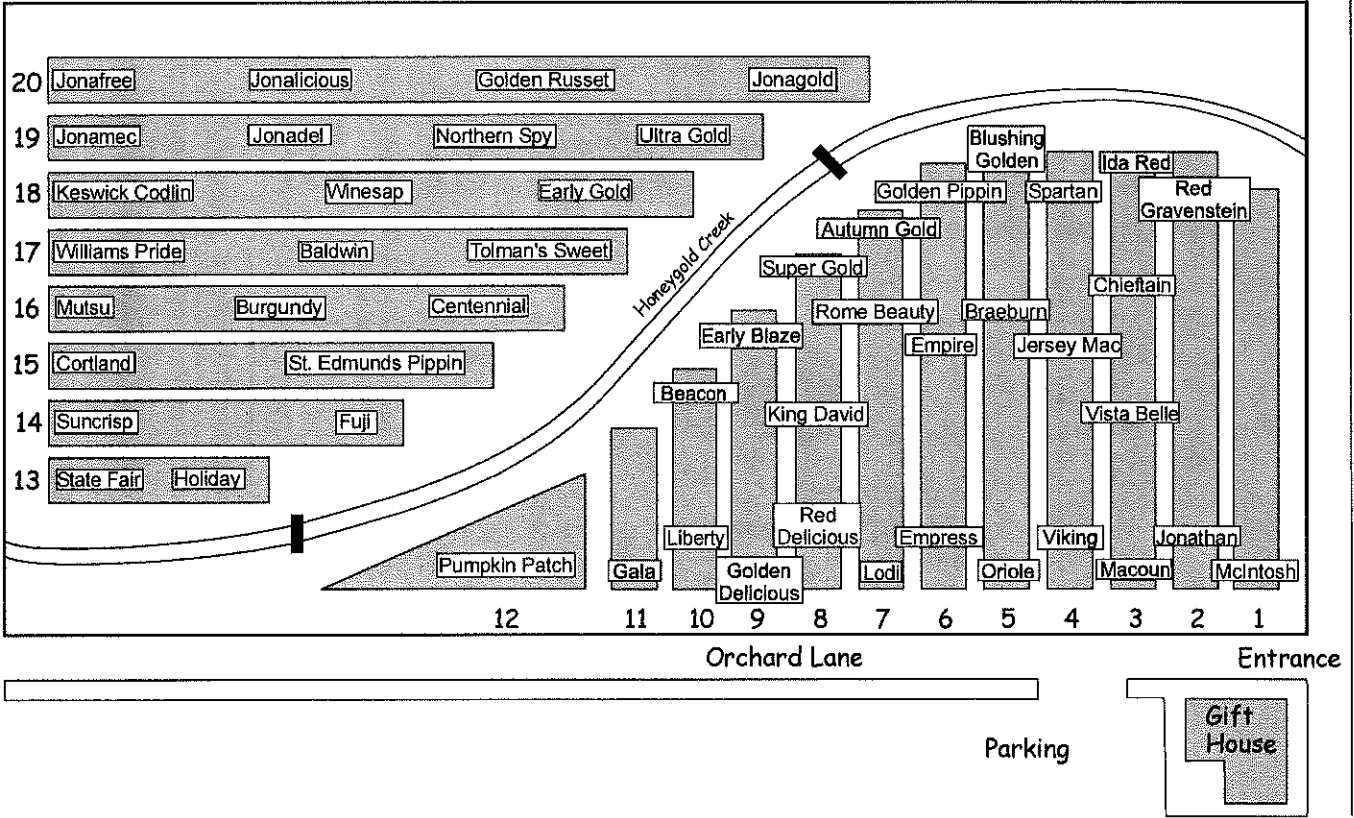 20 Jonafree Jonalicious Golden Russet Jonagold
19 Jonamec Jonadel Northern Spy Ultra Gold
18 Keswick Codlin Winesap Early Gold
17 Williams Pride Baldwin Tolman's Sweet
16 Mutsu Burgundy Centennial
15 Cortland St. Edmunds Pippin
14 Suncrisp Fuji
13 State Fair Holiday
Honeygold Creek
Blushing
Golden
Ida Red
Golden Pippin
Spartan
Red
Gravenstein
Autumn Gold
Super Gold
Chieftain
Rome Beauty
Braeburn
Early Blaze
Empire
Jersey Mac
Beacon
King David
Vista Belle
Red
Delicious
Liberty
Empress
Viking
Jonathan
Pumpkin Patch
Gala
Golden
Delicious
Lodi
Oriole
Macoun
McIntosh
12 11 10 9 8 7 6 5 4 3 2 1
Orchard Lane
Entrance
Gift
House
Parking